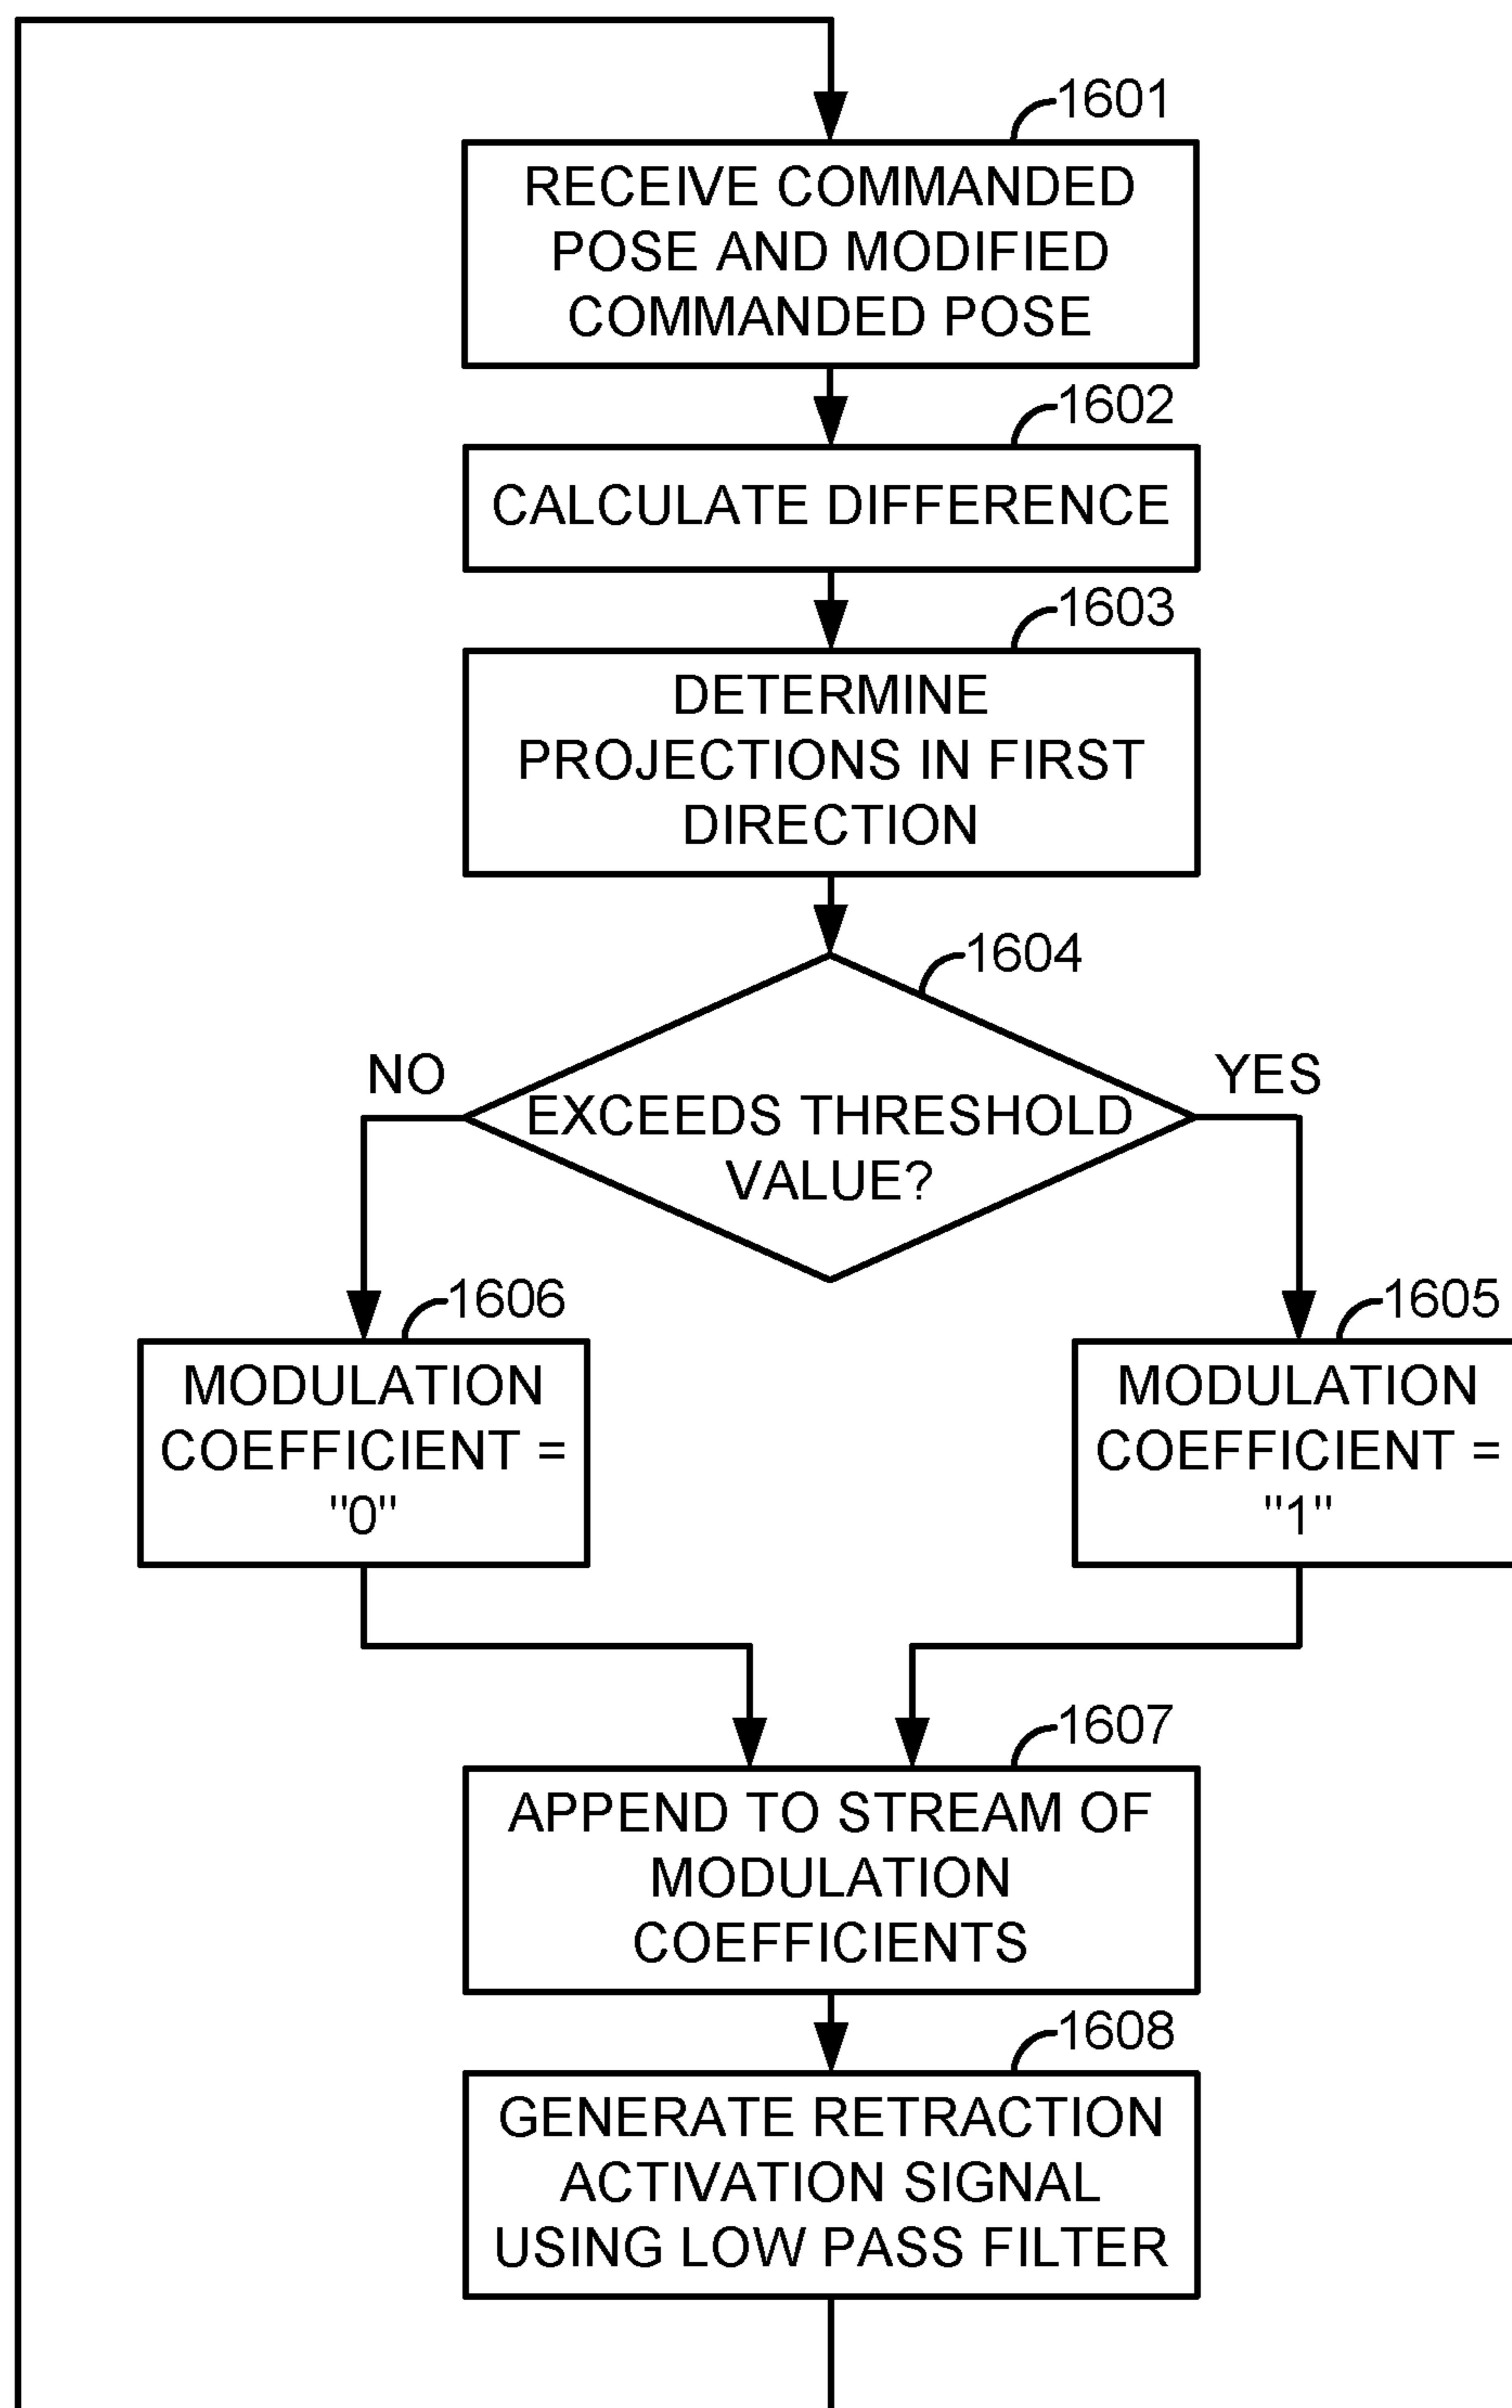 1601
RECEIVE COMMANDED
POSE AND MODIFIED
COMMANDED POSE
1602
CALCULATE DIFFERENCE
1603
DETERMINE
PROJECTIONS IN FIRST
DIRECTION
1604
NO
YES
EXCEEDS THRESHOLD
VALUE?
1606
MODULATION
COEFFICIENT =
"0"
1605
MODULATION
COEFFICIENT =
"1"
1607
APPEND TO STREAM OF
MODULATION
COEFFICIENTS
1608
GENERATE RETRACTION
ACTIVATION SIGNAL
USING LOW PASS FILTER